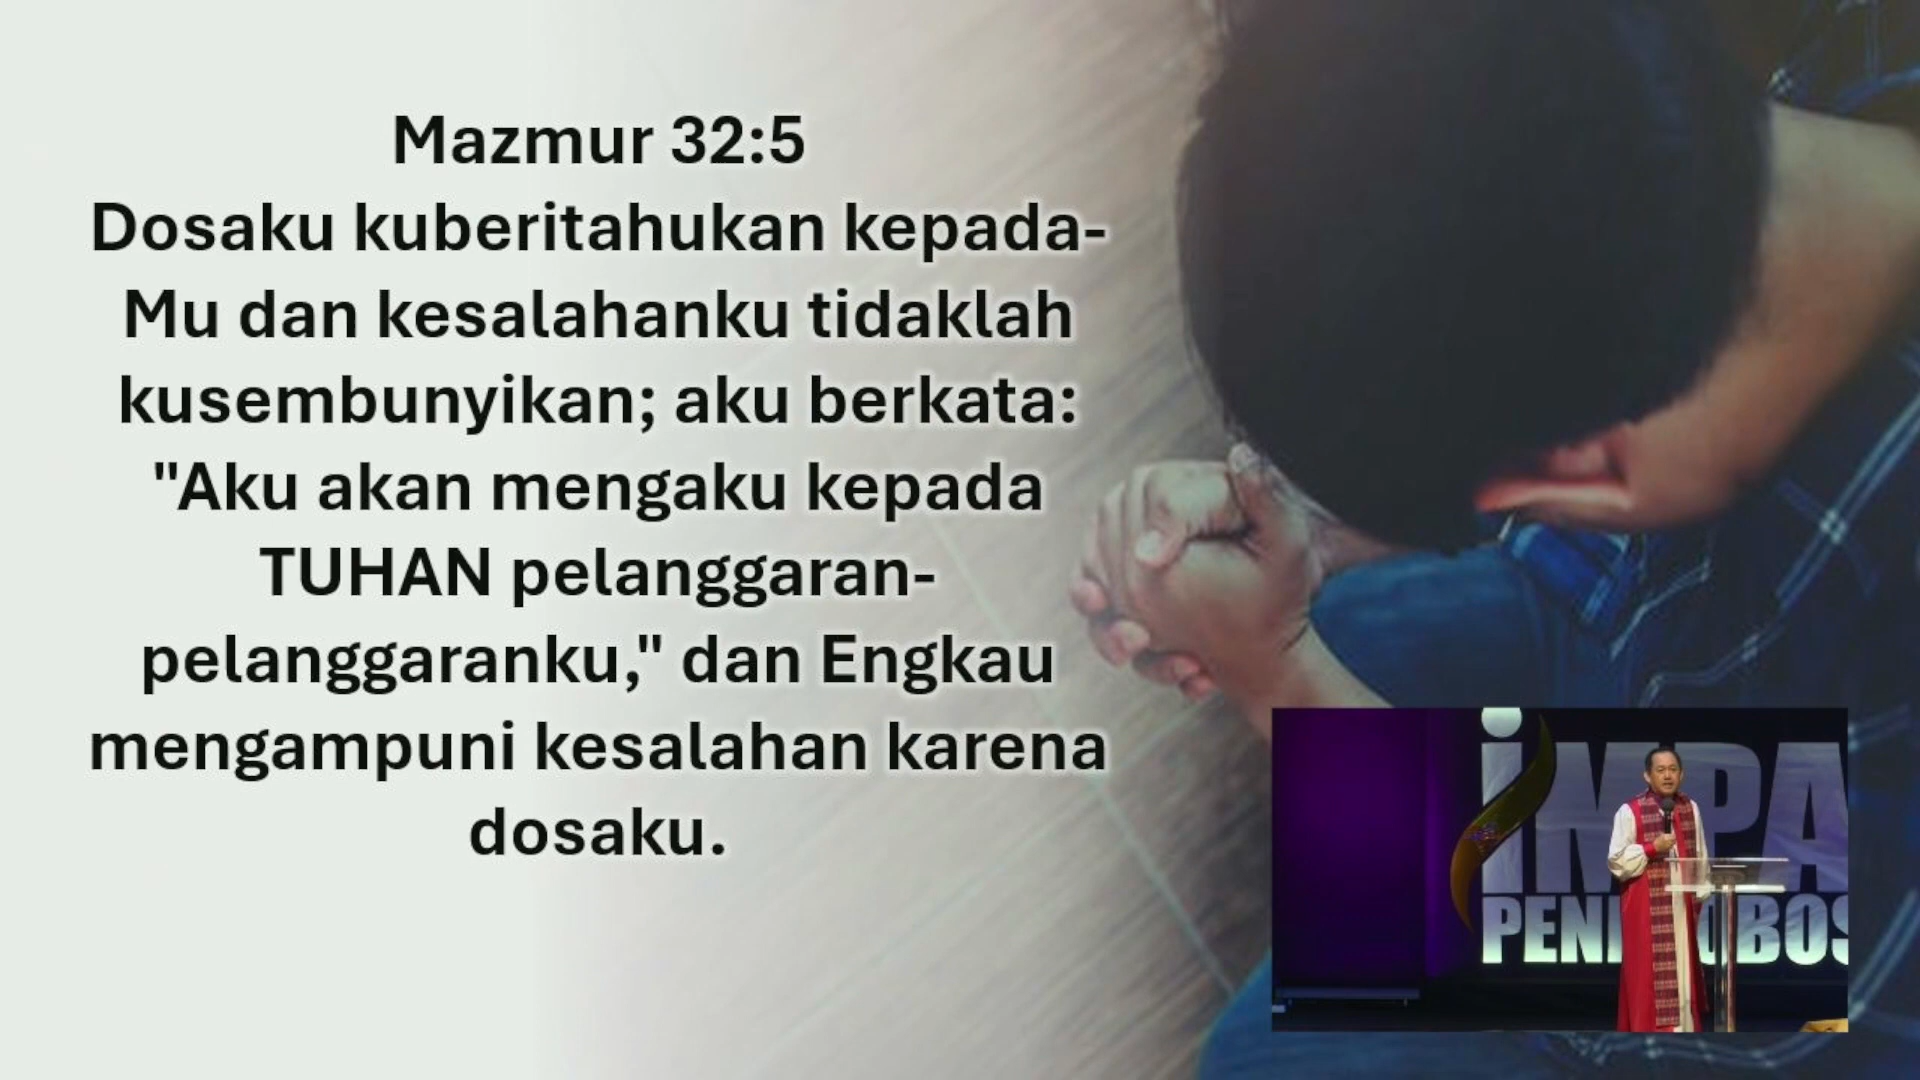 Mazmur 32:5
Dosaku kuberitahukan kepada-
Mu dan kesalahanku tidaklah
kusembunyikan; aku berkata:
"Aku akan mengaku kepada
TUHAN pelanggaran-
pelanggaranku," dan Engkau
mengampuni kesalahan karena
dosaku.
iMPA